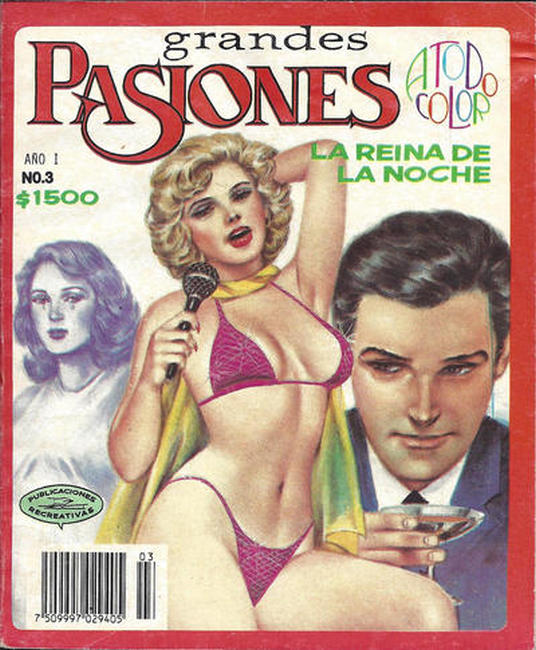 grandes
PASIONES
A TODO
COLOR
LA REINA DE
LA NOCHE
AÑO 1
NO.3
$1500
PUBLICACIONES
RECREATIVAS
03
7 509997 029405